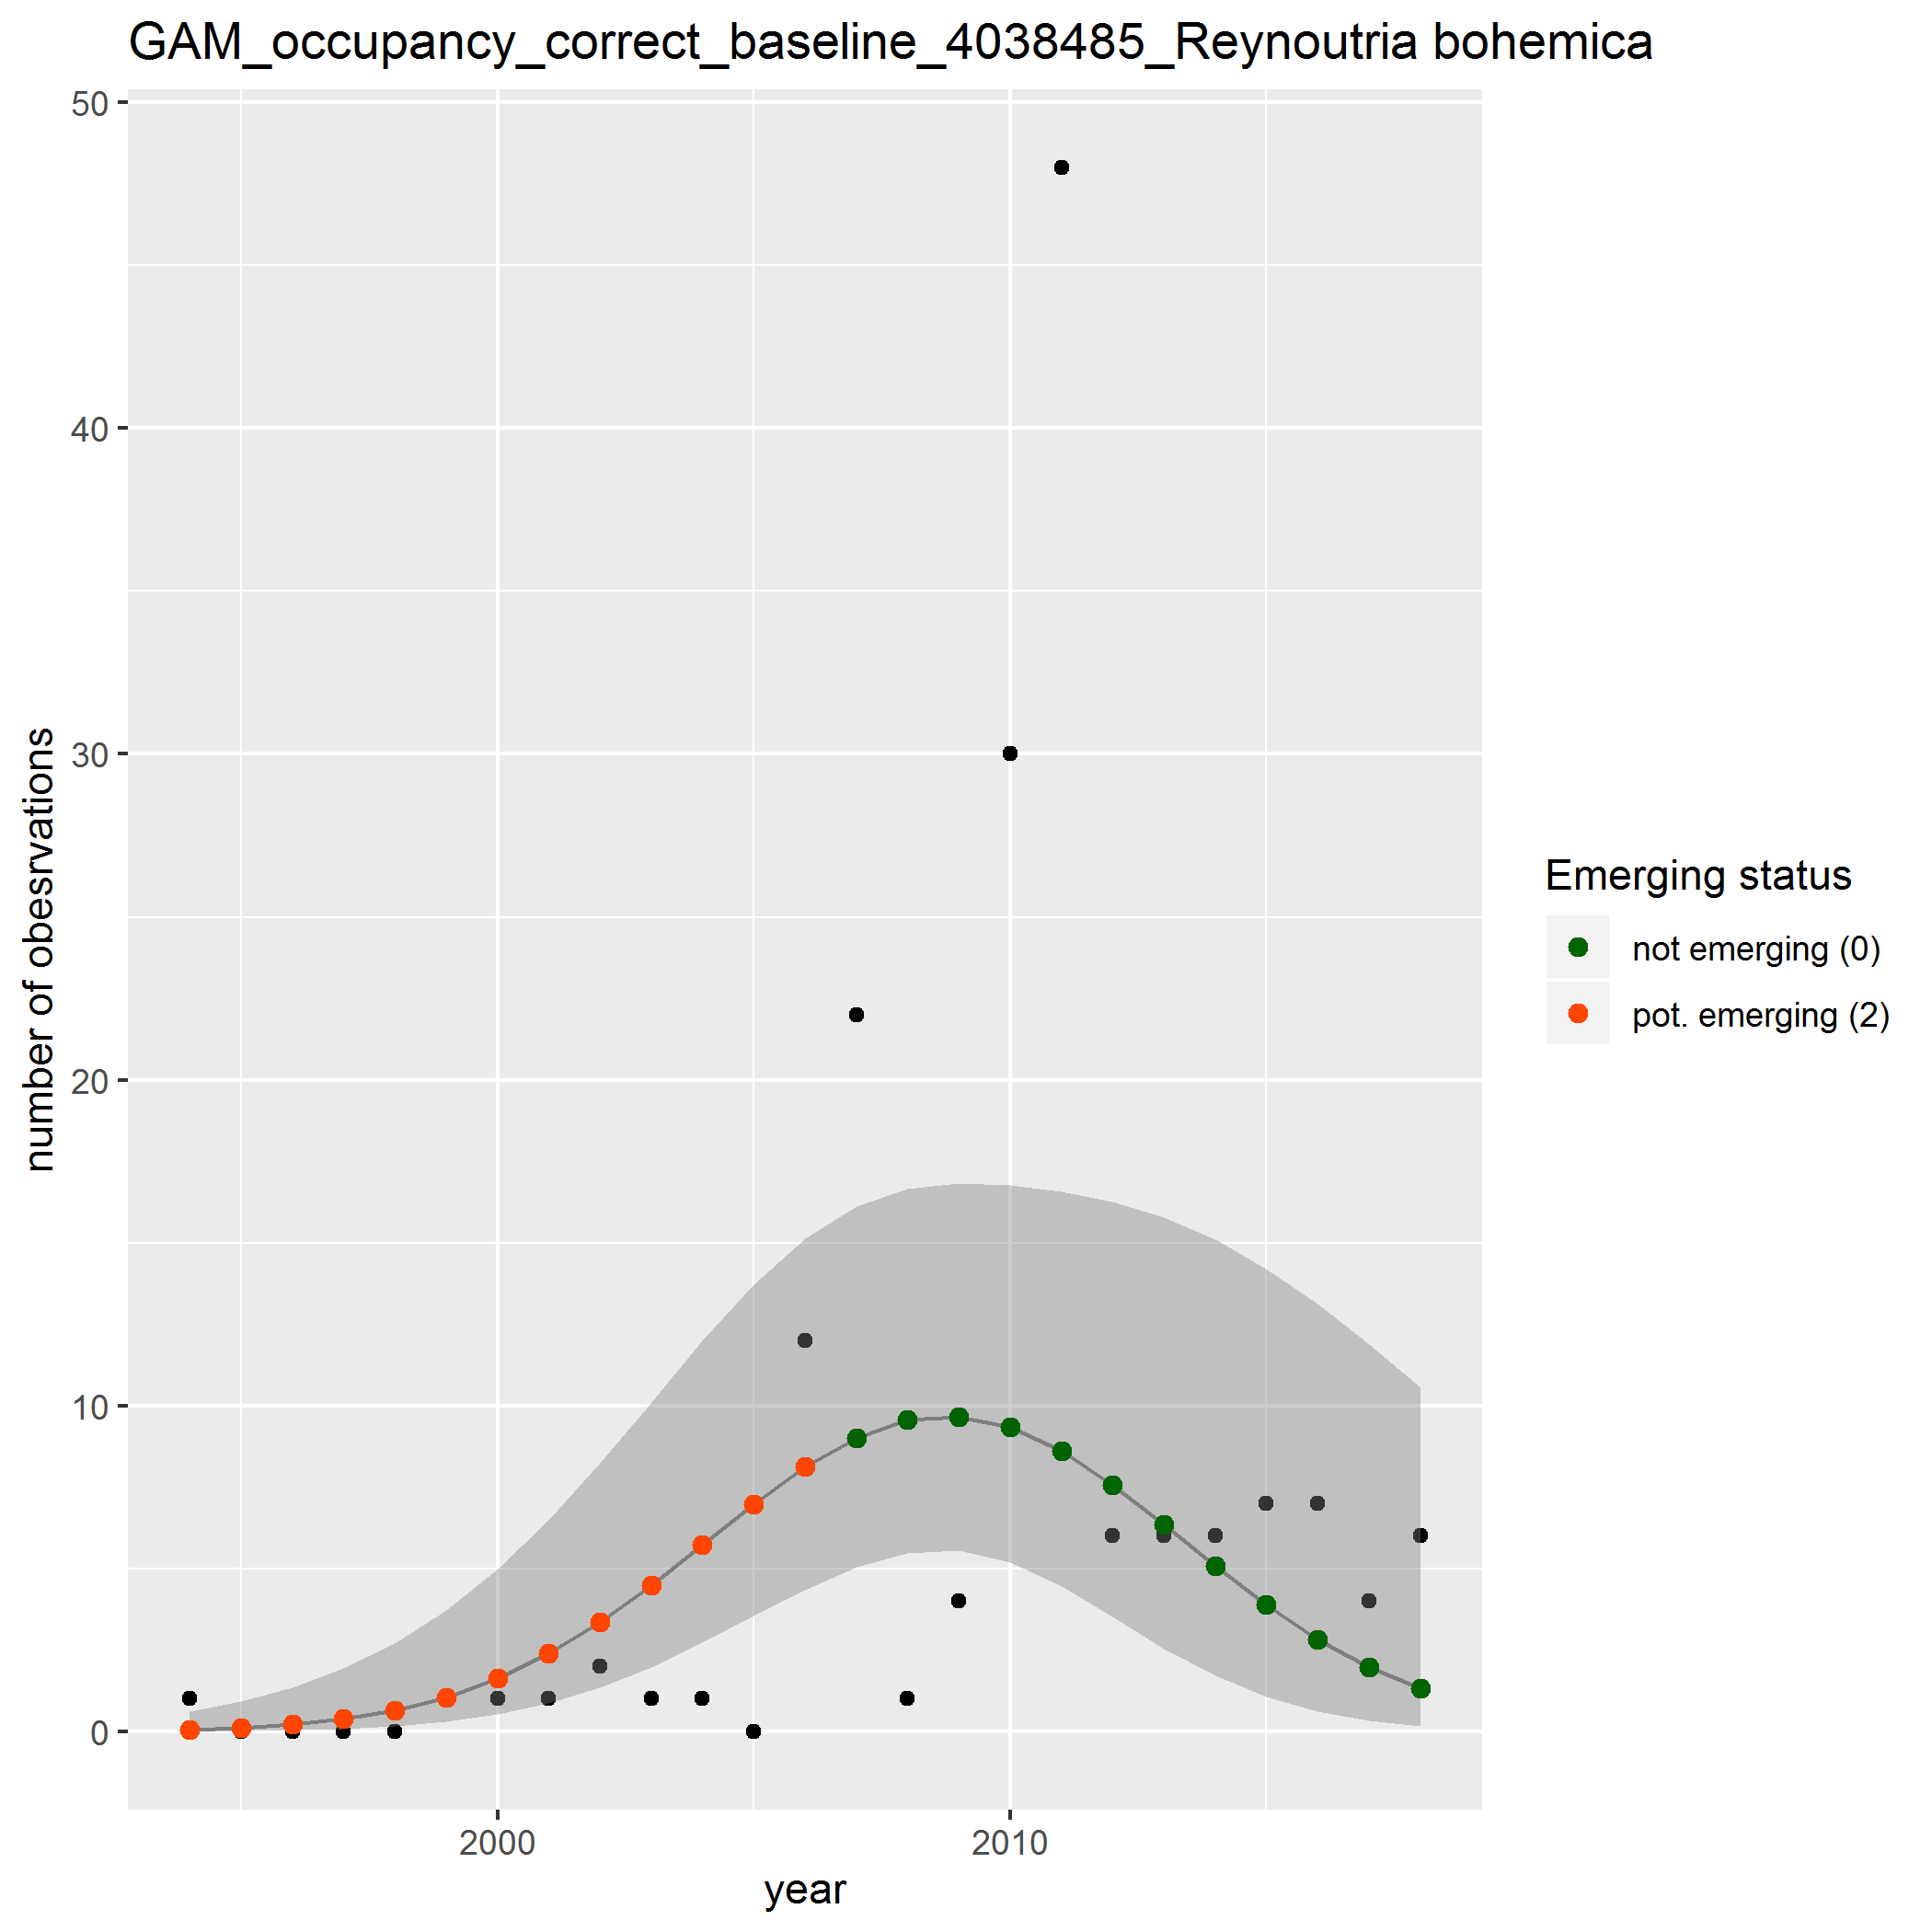 GAM_occupancy_correct_baseline_4038485_Reynoutria bohemica
50
40
30
20
10
0
number of obesrvations
2000
2010
year
Emerging status
not emerging (0)
pot. emerging (2)